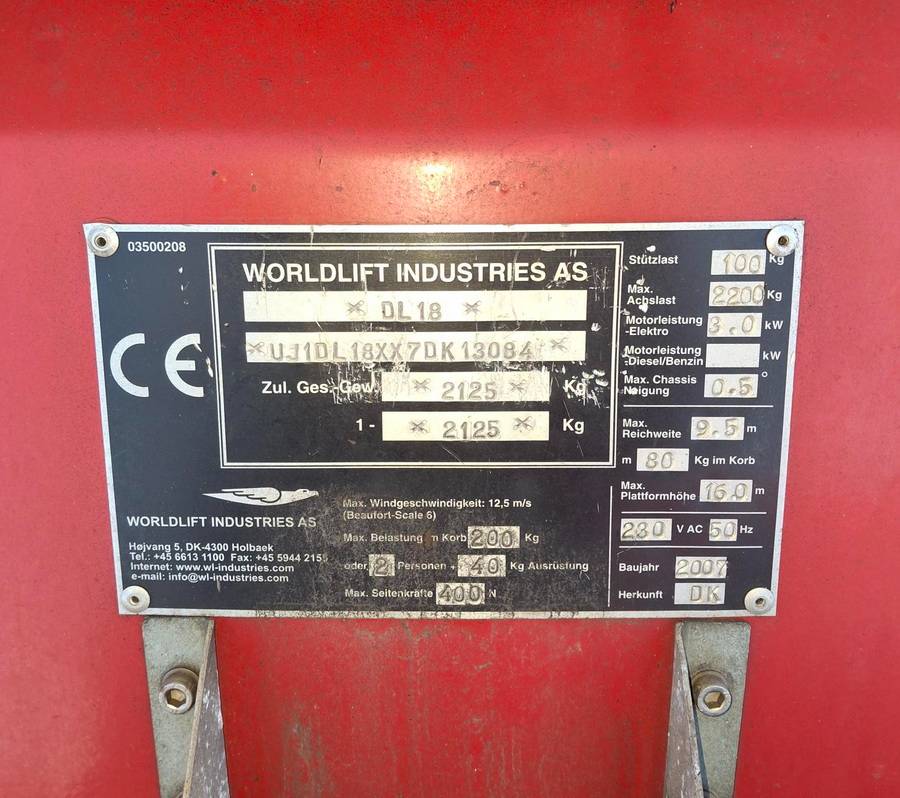 03500208
CE
WORLDLIFT INDUSTRIES AS
* DL18 *
*UJ1DL18XX7DK13084 *
Zul. Ges.-Gew. * 2125 * Kg
1 - * 2125 * Kg
Stützlast 100 Kg
Max.
Achslast 2200 Kg
Motorleistung
-Elektro 3.0 kW
Motorleistung
-Diesel/Benzin kW
Max. Chassis
Neigung 0.5 °
Max.
Reichweite 9.5 m
m 80 Kg im Korb
Max.
Plattformhöhe 16.0 m
230 V AC 50 Hz
Baujahr 2007
Herkunft DK
WORLDLIFT INDUSTRIES AS
Højvang 5, DK-4300 Holbaek
Tel.: +45 6613 1100 Fax: +45 5944 2155
Internet: www.wl-industries.com
e-mail: info@wl-industries.com
Max. Windgeschwindigkeit: 12,5 m/s
(Beaufort-Scale 6)
Max. Belastung im Korb 200 Kg
oder 2 Personen + 40 Kg Ausrüstung
Max. Seitenkräfte 400 N